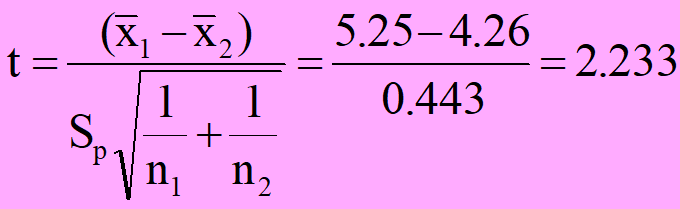 t = (x̅₁ − x̅₂) / (Sₚ√(1/n₁ + 1/n₂)) = (5.25−4.26) / 0.443 = 2.233